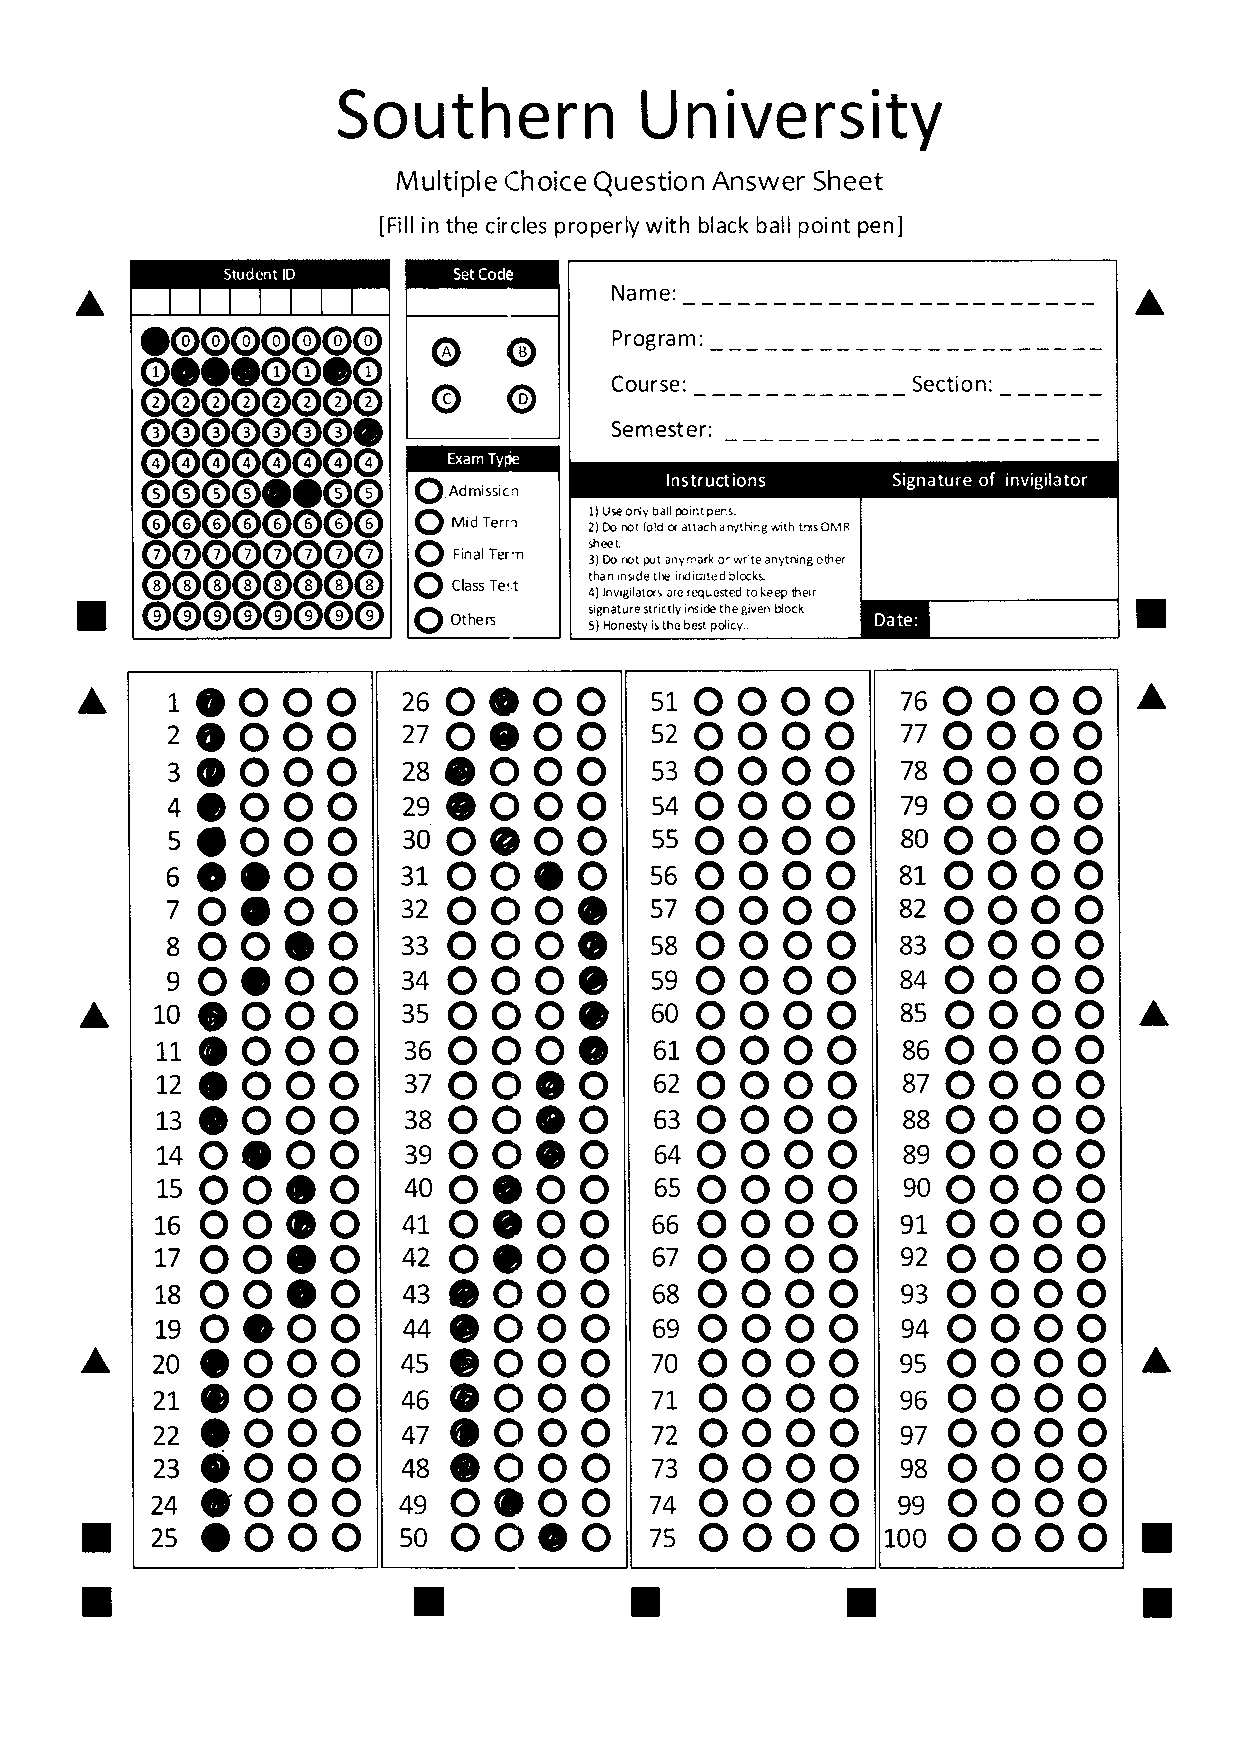 Southern University
Multiple Choice Question Answer Sheet
[Fill in the circles properly with black ball point pen]
Student ID
0 0 0 0 0 0 0
1 1 1 1
2 2 2 2 2 2 2 2
3 3 3 3 3 3 3
4 4 4 4 4 4 4 4
5 5 5 5 5 5
6 6 6 6 6 6 6 6
7 7 7 7 7 7 7 7
8 8 8 8 8 8 8 8
9 9 9 9 9 9 9 9
Set Code
A B
C D
Exam Type
Admission
Mid Term
Final Term
Class Test
Others
Name:
Program:
Course: Section:
Semester:
Instructions
1) Use only ball point pens.
2) Do not fold or attach anything with this OMR
sheet.
3) Do not put any mark or write anything other
than inside the indicated blocks.
4) Invigilators are requested to keep their
signature strictly inside the given block
5) Honesty is the best policy..
Signature of invigilator
Date:
1
2
3
4
5
6
7
8
9
10
11
12
13
14
15
16
17
18
19
20
21
22
23
24
25
26
27
28
29
30
31
32
33
34
35
36
37
38
39
40
41
42
43
44
45
46
47
48
49
50
51
52
53
54
55
56
57
58
59
60
61
62
63
64
65
66
67
68
69
70
71
72
73
74
75
76
77
78
79
80
81
82
83
84
85
86
87
88
89
90
91
92
93
94
95
96
97
98
99
100